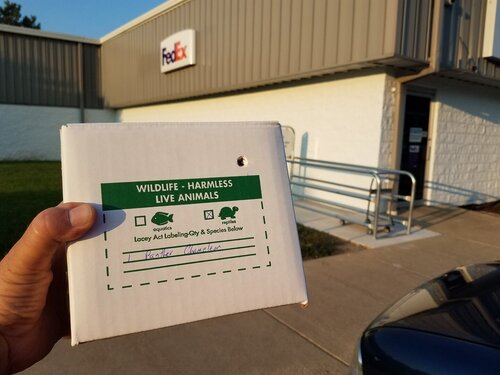 FedEx
WILDLIFE - HARMLESS
LIVE ANIMALS
aquatics
reptiles
Lacey Act Labeling-Qty & Species Below
1 Panther Chameleon